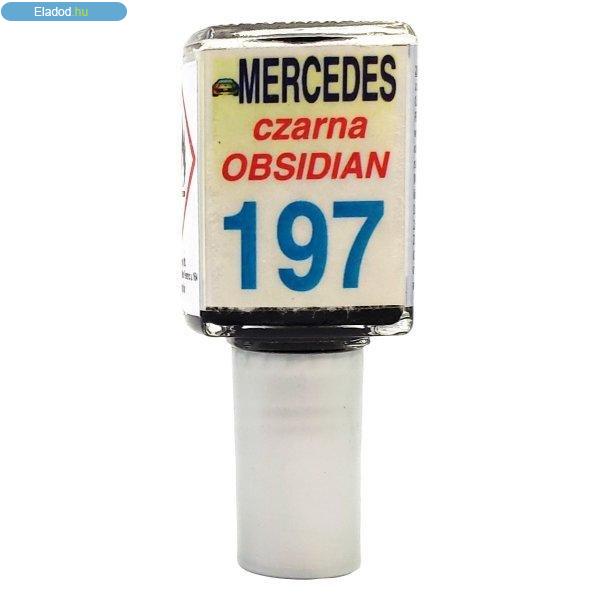 Eladod.hu
MERCEDES
czarna
OBSIDIAN
197